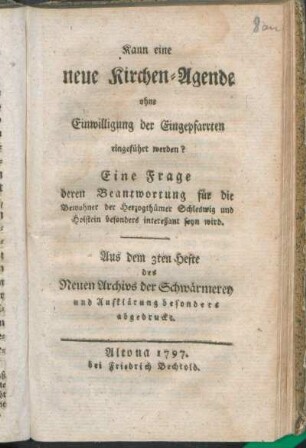 Kann eine
neue Kirchen-Agende
ohne
Einwilligung der Eingepfarrten
eingeführt werden?
Eine Frage
deren Beantwortung für die
Bewohner der Herzogthümer Schleswig und
Holstein besonders interessant seyn wird.
Aus dem 3ten Hefte
des
Neuen Archivs der Schwärmerey
und Aufklärung besonders
abgedruckt.
Altona 1797.
bei Friedrich Bechtold.